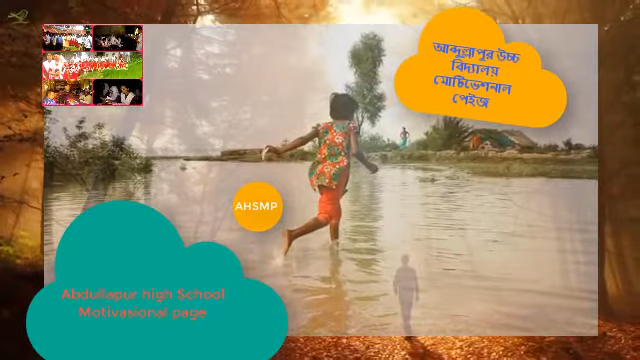 আব্দুল্লাপুর উচ্চ
বিদ্যালয়
মোটিভেশনাল
পেইজ
AHSMP
Abdullapur high School
Motivasional page